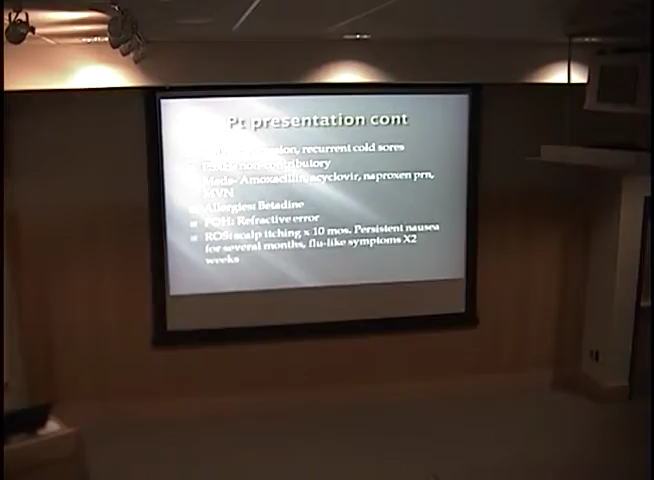 Pt presentation cont
recurrent cold sores
non-contributory
Meds: Amoxacillin, acyclovir, naproxen prn,
MVN
Allergies: Betadine
POH: Refractive error
ROS: scalp itching x 10 mos. Persistent nausea
for several months, flu-like symptoms X2
weeks